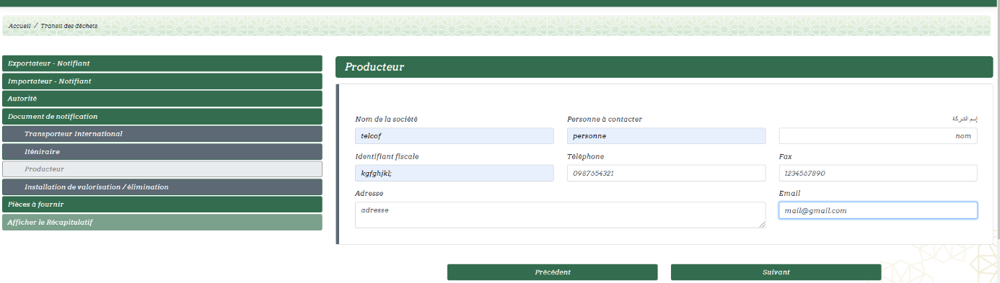 Accueil / Transit des déchets
Exportateur - Notifiant
Importateur - Notifiant
Autorité
Document de notification
Transporteur International
Iténiraire
Producteur
Installation de valorisation / élimination
Pièces à fournir
Afficher le Récapitulatif
Producteur
Nom de la société
Personne à contacter
إسم الشركة
telcof
personne
nom
Identifiant fiscale
Téléphone
Fax
kgfghjkl;
0987654321
1234567890
Adresse
Email
adresse
mail@gmail.com
Précédent
Suivant